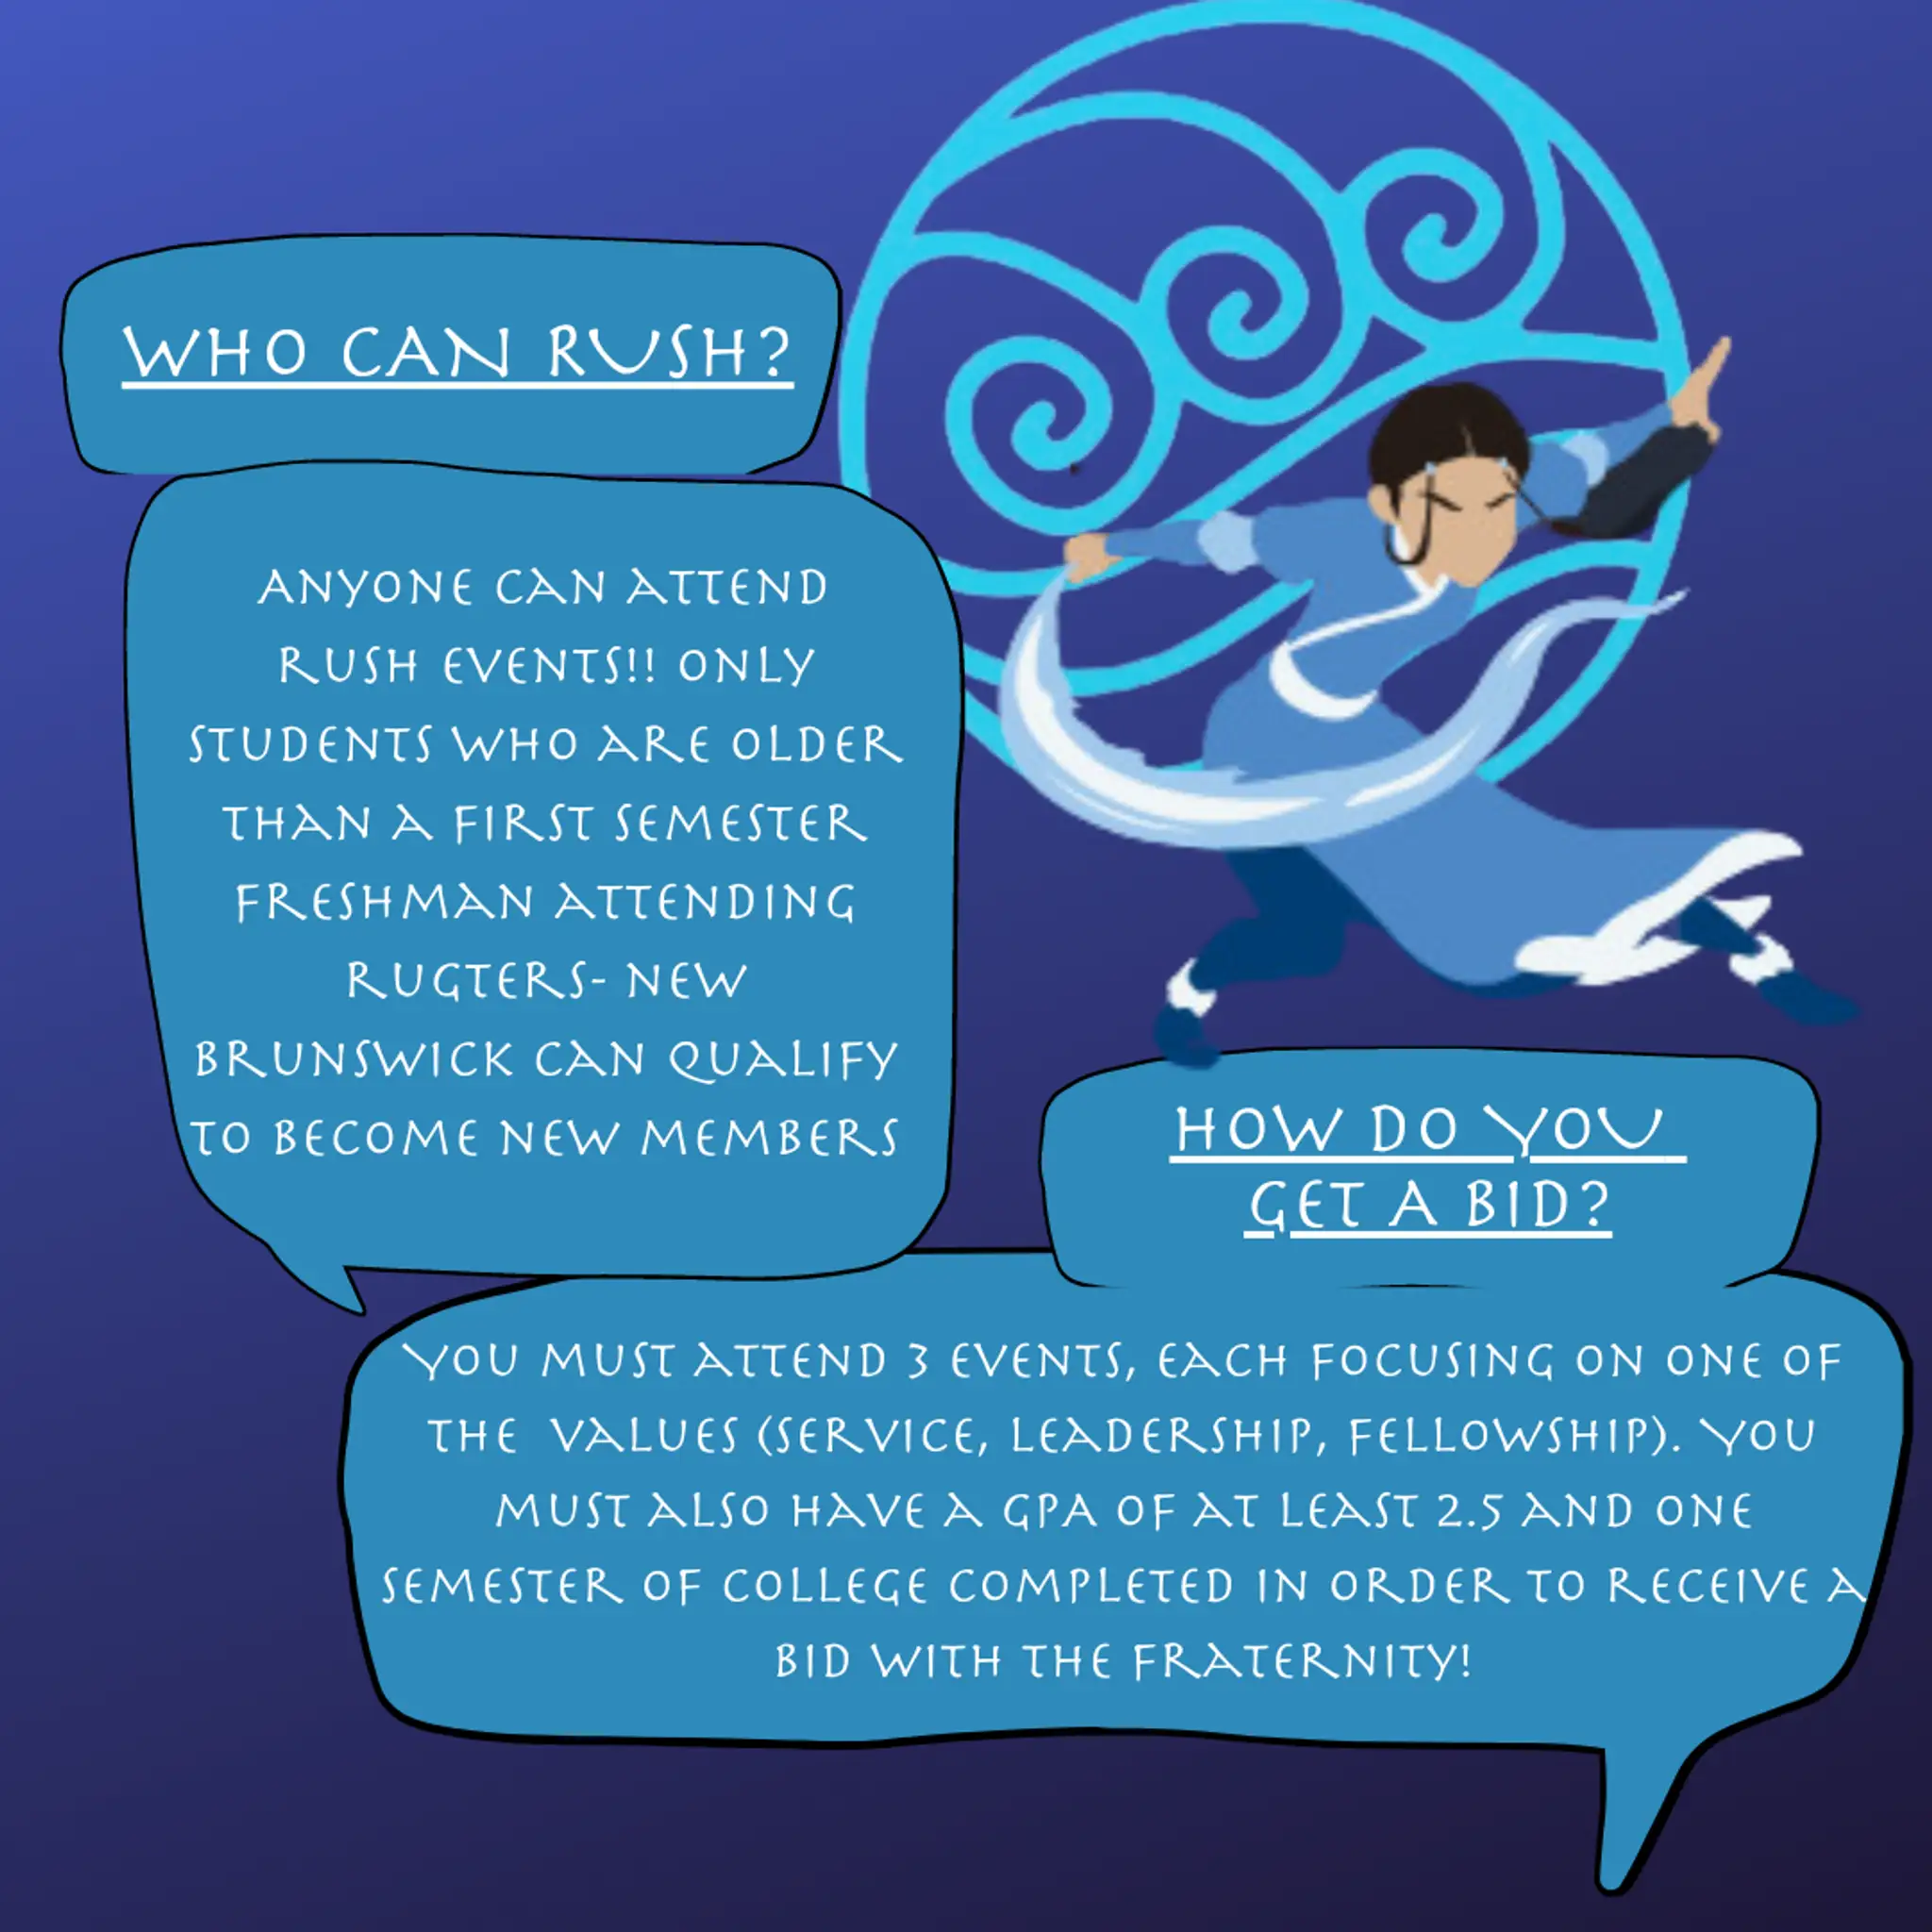 WHO CAN RUSH?
ANYONE CAN ATTEND
RUSH EVENTS!! ONLY
STUDENTS WHO ARE OLDER
THAN A FIRST SEMESTER
FRESHMAN ATTENDING
RUGTERS- NEW
BRUNSWICK CAN QUALIFY
TO BECOME NEW MEMBERS
HOW DO YOU
GET A BID?
YOU MUST ATTEND 3 EVENTS, EACH FOCUSING ON ONE OF
THE VALUES (SERVICE, LEADERSHIP, FELLOWSHIP). YOU
MUST ALSO HAVE A GPA OF AT LEAST 2.5 AND ONE
SEMESTER OF COLLEGE COMPLETED IN ORDER TO RECEIVE A
BID WITH THE FRATERNITY!